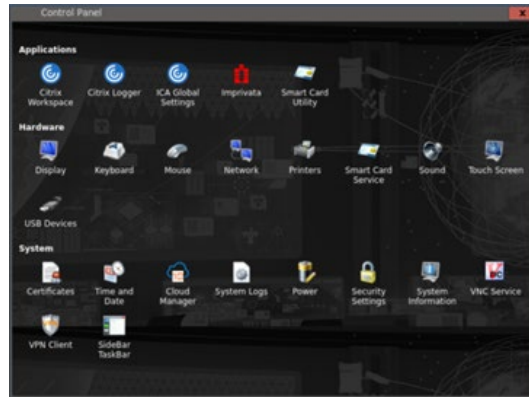 Control Panel
x
Applications
Citrix Workspace
Citrix Logger
ICA Global Settings
Imprivata
Smart Card Utility
Hardware
Display
Keyboard
Mouse
Network
Printers
Smart Card Service
Sound
Touch Screen
USB Devices
System
Certificates
Time and Date
Cloud Manager
System Logs
Power
Security Settings
System Information
VNC Service
VPN Client
SideBar TaskBar